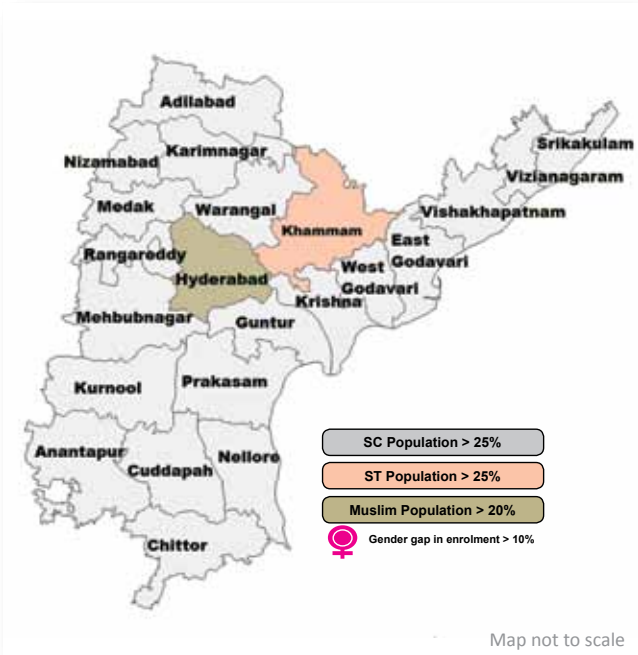 Adilabad
Nizamabad
Karimnagar
Srikakulam
Vizianagaram
Medak
Warangal
Vishakhapatnam
Khammam
East
Godavari
Rangareddy
Hyderabad
West
Godavari
Krishna
Mehbubnagar
Guntur
Kurnool
Prakasam
Anantapur
Cuddapah
Nellore
Chittor
SC Population > 25%
ST Population > 25%
Muslim Population > 20%
Gender gap in enrolment > 10%
Map not to scale